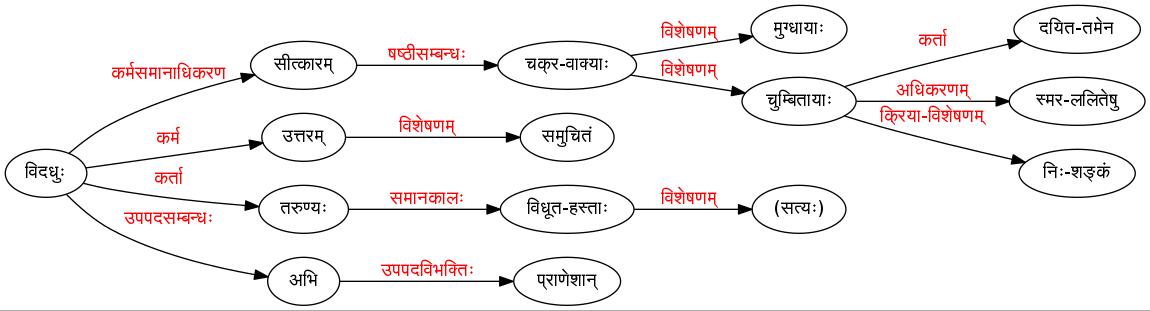 मुग्धायाः
दयित-तमेन
विशेषणम्
कर्ता
सीत्कारम्
षष्ठीसम्बन्धः
चक्र-वाक्याः
कर्मसमानाधिकरण
विशेषणम्
चुम्बितायाः
अधिकरणम्
स्मर-ललितेषु
क्रिया-विशेषणम्
कर्म
उत्तरम्
विशेषणम्
समुचितं
विदधुः
निः-शङ्कं
कर्ता
तरुण्यः
समानकालः
विधूत-हस्ताः
विशेषणम्
(सत्यः)
उपपदसम्बन्धः
अभि
उपपदविभक्तिः
प्राणेशान्